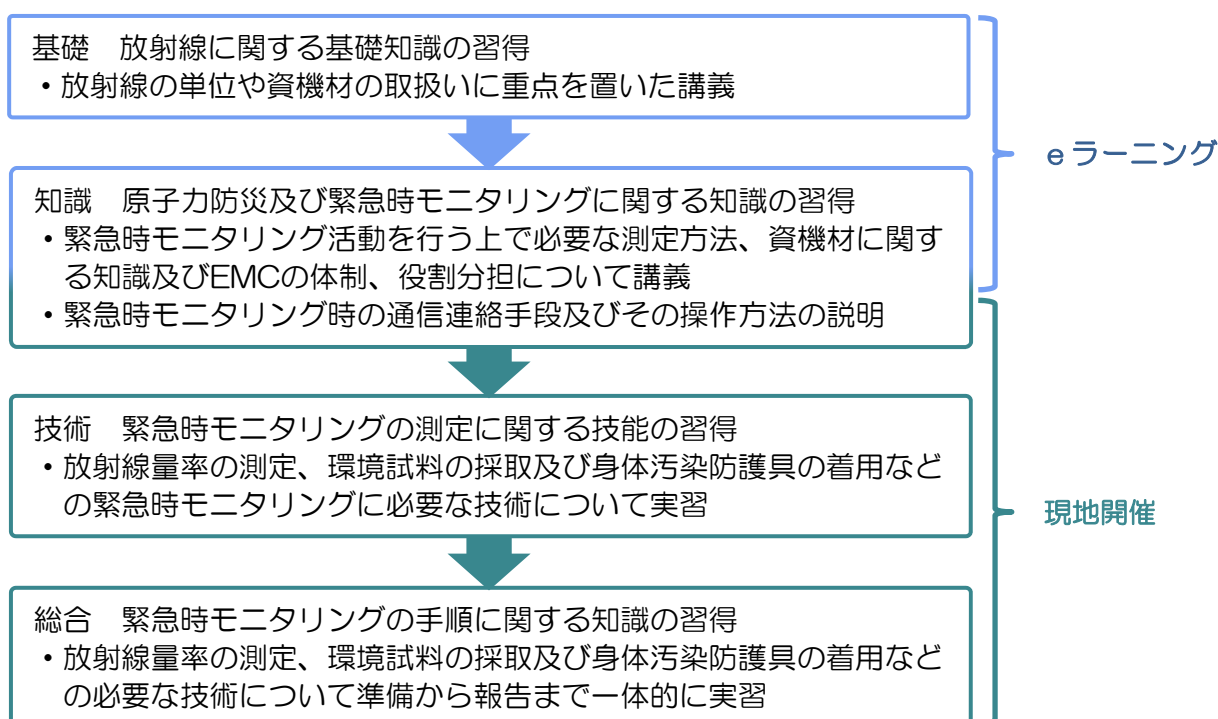 基礎　放射線に関する基礎知識の習得
・放射線の単位や資機材の取扱いに重点を置いた講義
eラーニング
知識　原子力防災及び緊急時モニタリングに関する知識の習得
・緊急時モニタリング活動を行う上で必要な測定方法、資機材に関す
る知識及びEMCの体制、役割分担について講義
・緊急時モニタリング時の通信連絡手段及びその操作方法の説明
技術　緊急時モニタリングの測定に関する技能の習得
・放射線量率の測定、環境試料の採取及び身体汚染防護具の着用など
の緊急時モニタリングに必要な技術について実習
現地開催
総合　緊急時モニタリングの手順に関する知識の習得
・放射線量率の測定、環境試料の採取及び身体汚染防護具の着用など
の必要な技術について準備から報告まで一体的に実習